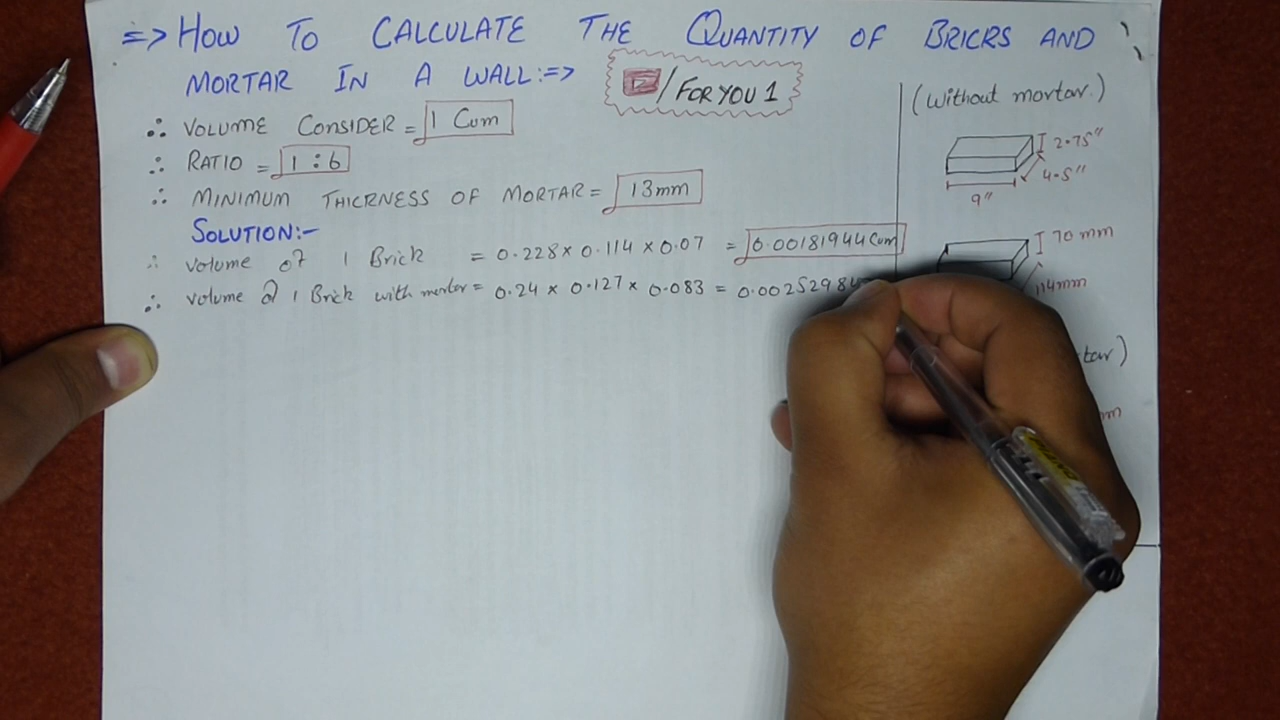 => HOW TO CALCULATE THE QUANTITY OF BRICKS AND
MORTAR IN A WALL:=>
/FOR YOU 1
∴ VOLUME CONSIDER = 1 Cum
∴ RATIO = 1:6
∴ MINIMUM THICKNESS OF MORTAR = 13mm
SOLUTION:-
∴ volume of 1 Brick = 0.228 x 0.114 x 0.07 = 0.00181944 Cum
∴ volume of 1 Brick with mortar = 0.24 x 0.127 x 0.083 = 0.0025298
(Without mortar.)
2.75"
4.5"
9"
70 mm
114mm